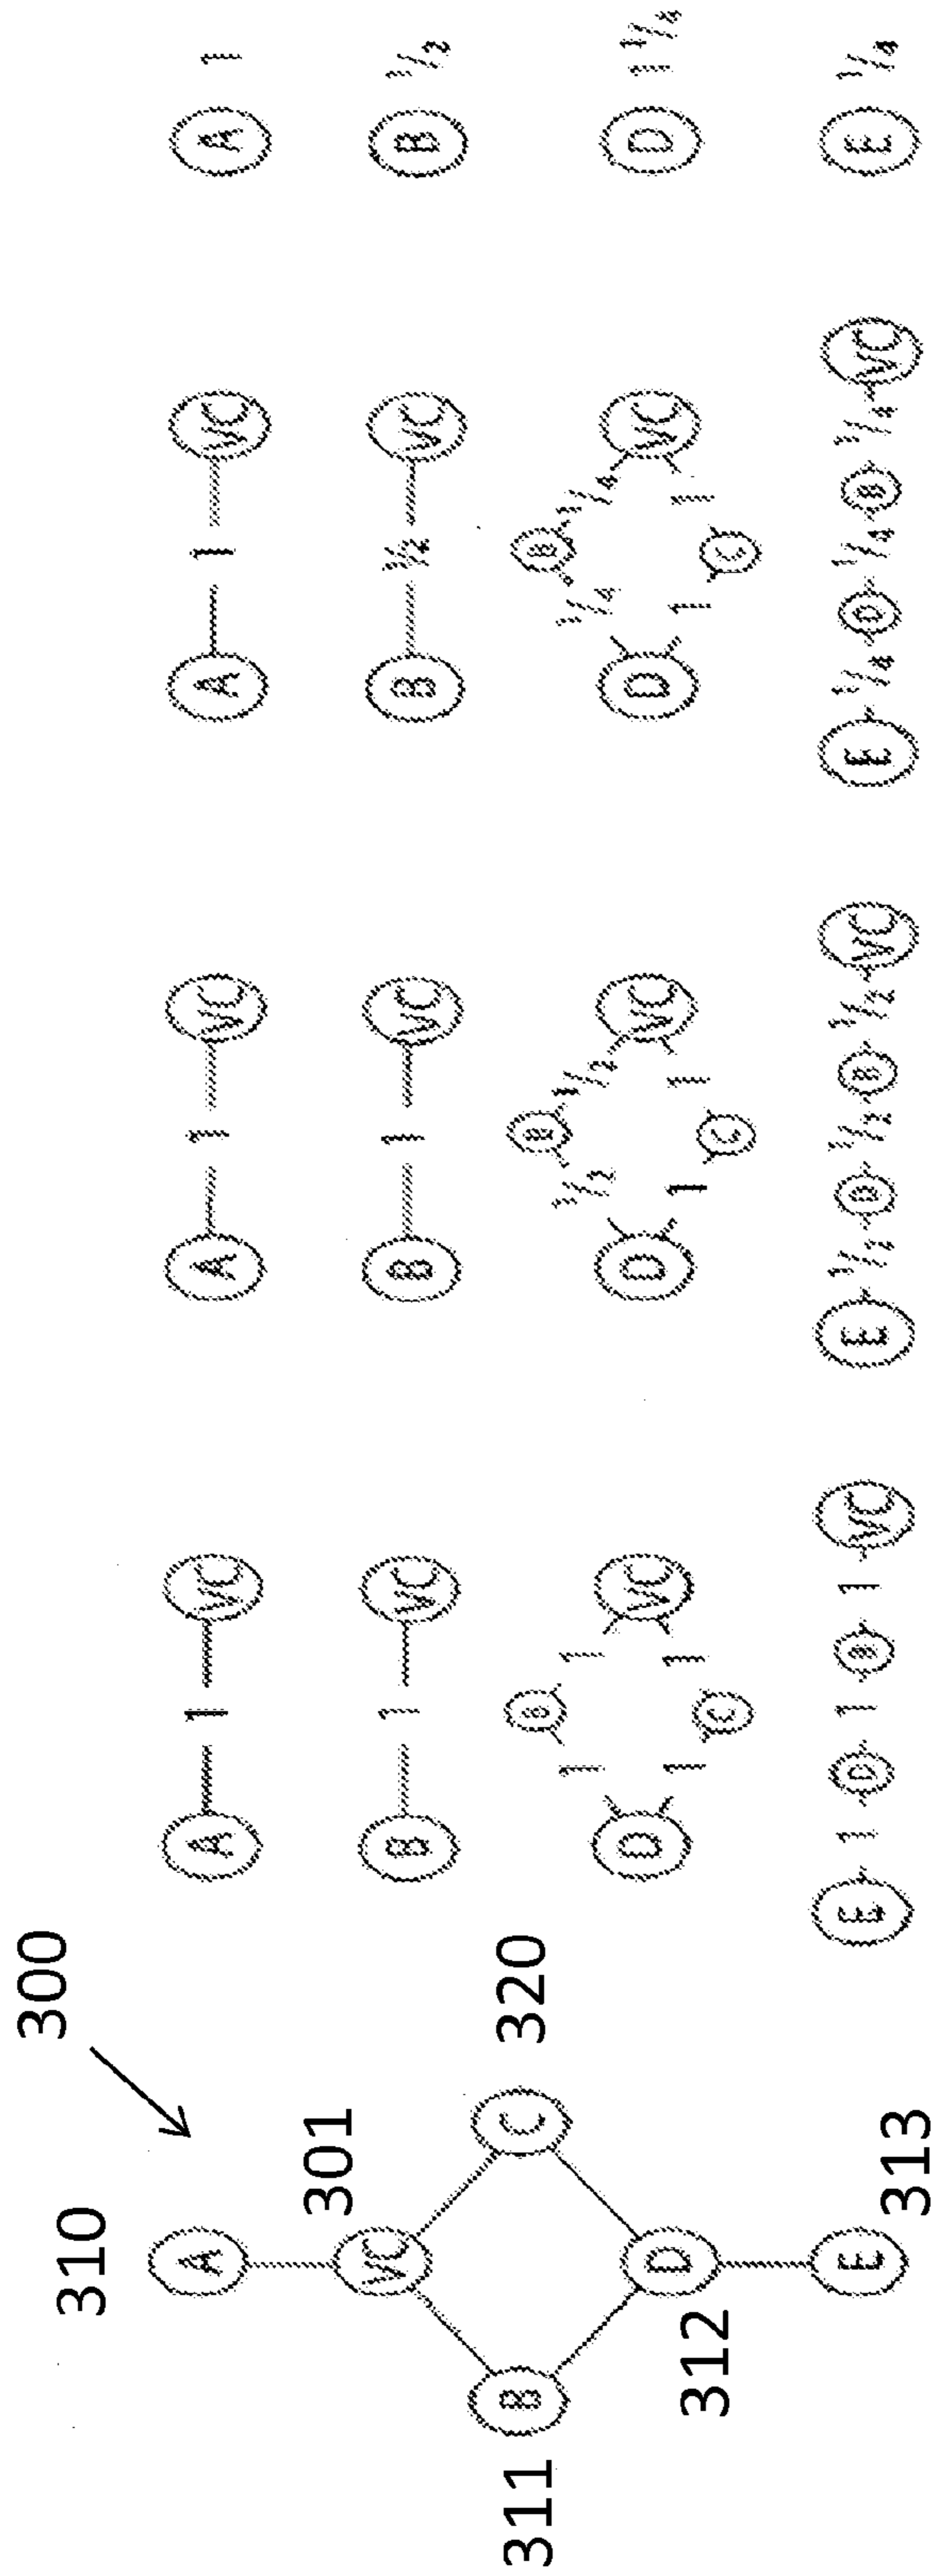 300
310
A
301
VC
311 B C 320
D
312
E
313
A 1 VC
B 1 VC
B
1 1
D VC
1 1
C
E 1 D 1 B 1 VC
A 1 VC
B 1 VC
B
1/2 1/2
D VC
1 1
C
E 1/2 D 1/2 B 1/2 VC
A 1 VC
B 1/2 VC
B
1/4 1/4
D VC
1 1
C
E 1/4 D 1/4 B 1/4 VC
A 1
B 1/2
D 1 1/4
E 1/4